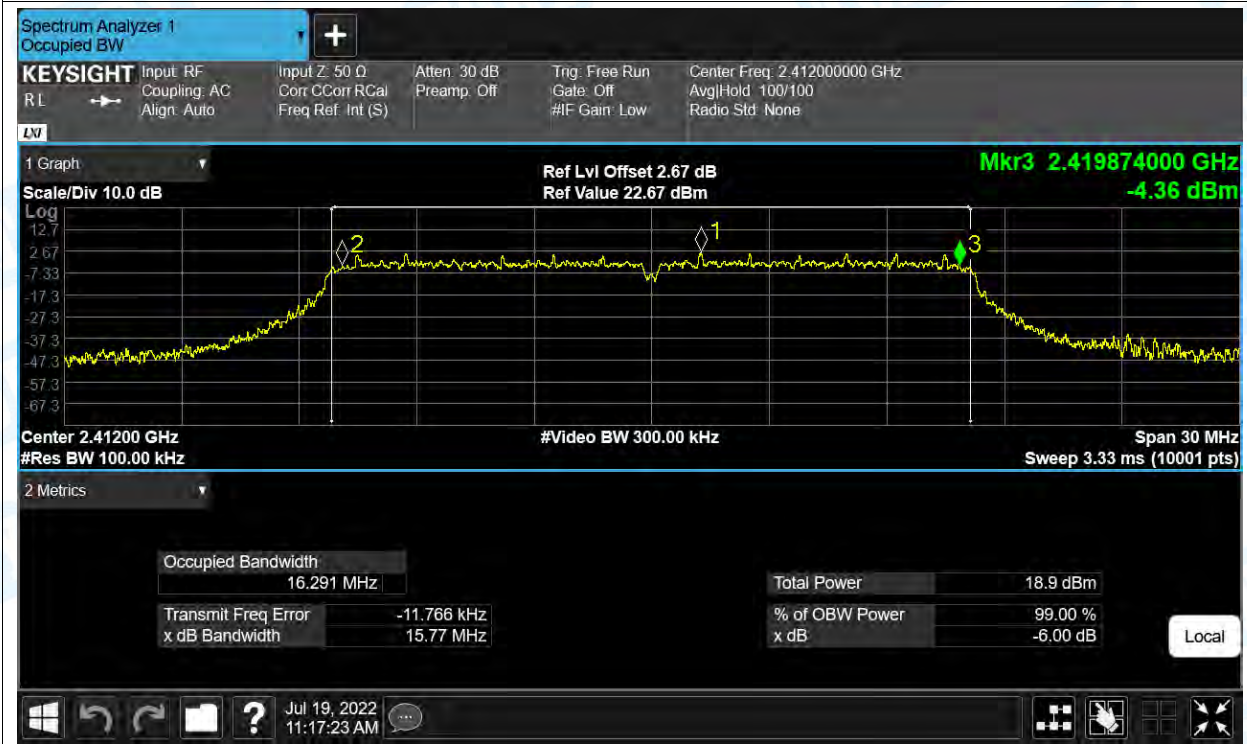 Spectrum Analyzer 1
Occupied BW
KEYSIGHT
R L
LXI
Input: RF
Coupling: AC
Align: Auto
Input Z: 50 Ω
Corr CCorr RCal
Freq Ref: Int (S)
Atten: 30 dB
Preamp: Off
Trig: Free Run
Gate: Off
#IF Gain: Low
Center Freq: 2.412000000 GHz
Avg|Hold: 100/100
Radio Std: None
1 Graph
Scale/Div 10.0 dB
Ref Lvl Offset 2.67 dB
Ref Value 22.67 dBm
Mkr3 2.419874000 GHz
-4.36 dBm
Log
12.7
2.67
-7.33
-17.3
-27.3
-37.3
-47.3
-57.3
-67.3
2
1
3
Center 2.41200 GHz
#Res BW 100.00 kHz
#Video BW 300.00 kHz
Span 30 MHz
Sweep 3.33 ms (10001 pts)
2 Metrics
Occupied Bandwidth
16.291 MHz
Transmit Freq Error -11.766 kHz
x dB Bandwidth 15.77 MHz
Total Power 18.9 dBm
% of OBW Power 99.00 %
x dB -6.00 dB
Local
?
Jul 19, 2022
11:17:23 AM